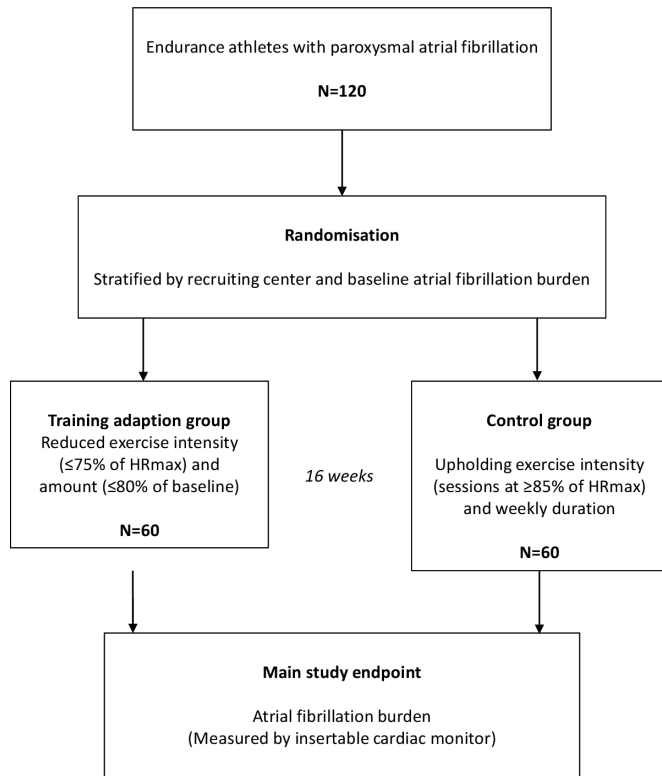 Endurance athletes with paroxysmal atrial fibrillation
N=120
Randomisation
Stratified by recruiting center and baseline atrial fibrillation burden
Training adaption group
Reduced exercise intensity
(≤75% of HRmax) and
amount (≤80% of baseline)
N=60
16 weeks
Control group
Upholding exercise intensity
(sessions at ≥85% of HRmax)
and weekly duration
N=60
Main study endpoint
Atrial fibrillation burden
(Measured by insertable cardiac monitor)